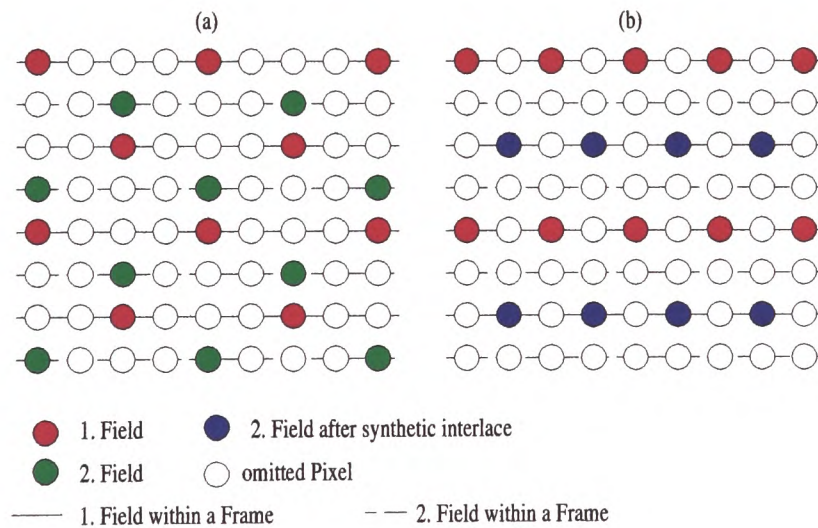 (a) (b)
1. Field 2. Field after synthetic interlace
2. Field omitted Pixel
1. Field within a Frame 2. Field within a Frame